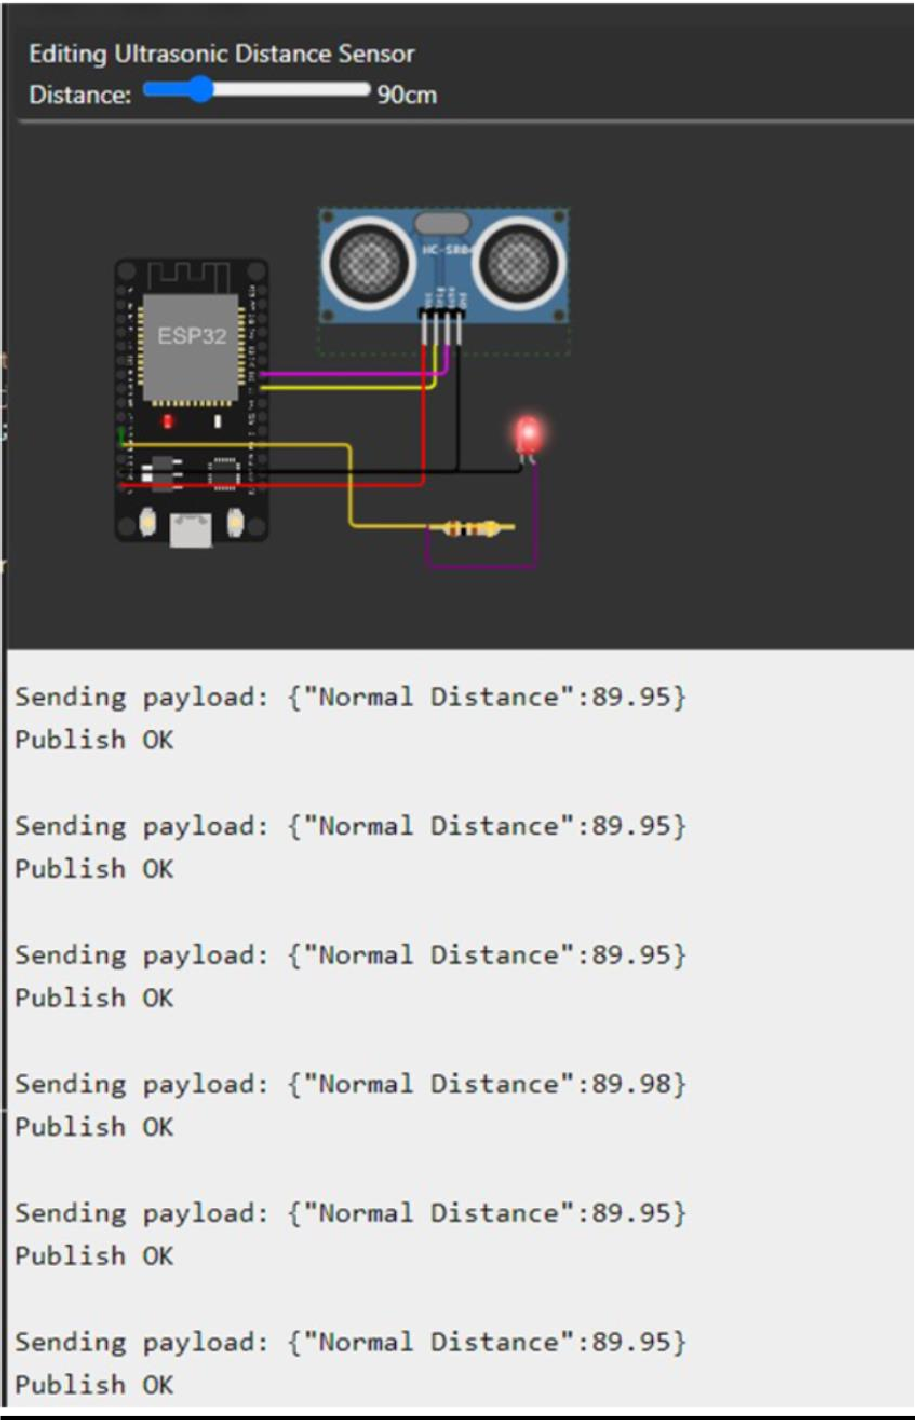 Editing Ultrasonic Distance Sensor
Distance: 90cm
HC-SR04
ESP32
Sending payload: {"Normal Distance":89.95}
Publish OK
Sending payload: {"Normal Distance":89.95}
Publish OK
Sending payload: {"Normal Distance":89.95}
Publish OK
Sending payload: {"Normal Distance":89.98}
Publish OK
Sending payload: {"Normal Distance":89.95}
Publish OK
Sending payload: {"Normal Distance":89.95}
Publish OK